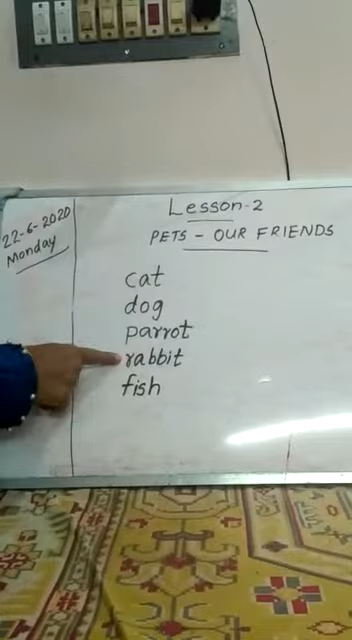 22-6-2020
Monday
Lesson-2
PETS - OUR FRIENDS
cat
dog
parrot
rabbit
fish